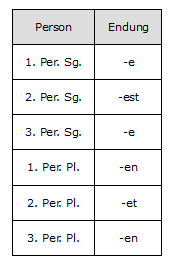 Person Endung
1. Per. Sg. -e
2. Per. Sg. -est
3. Per. Sg. -e
1. Per. Pl. -en
2. Per. Pl. -et
3. Per. Pl. -en